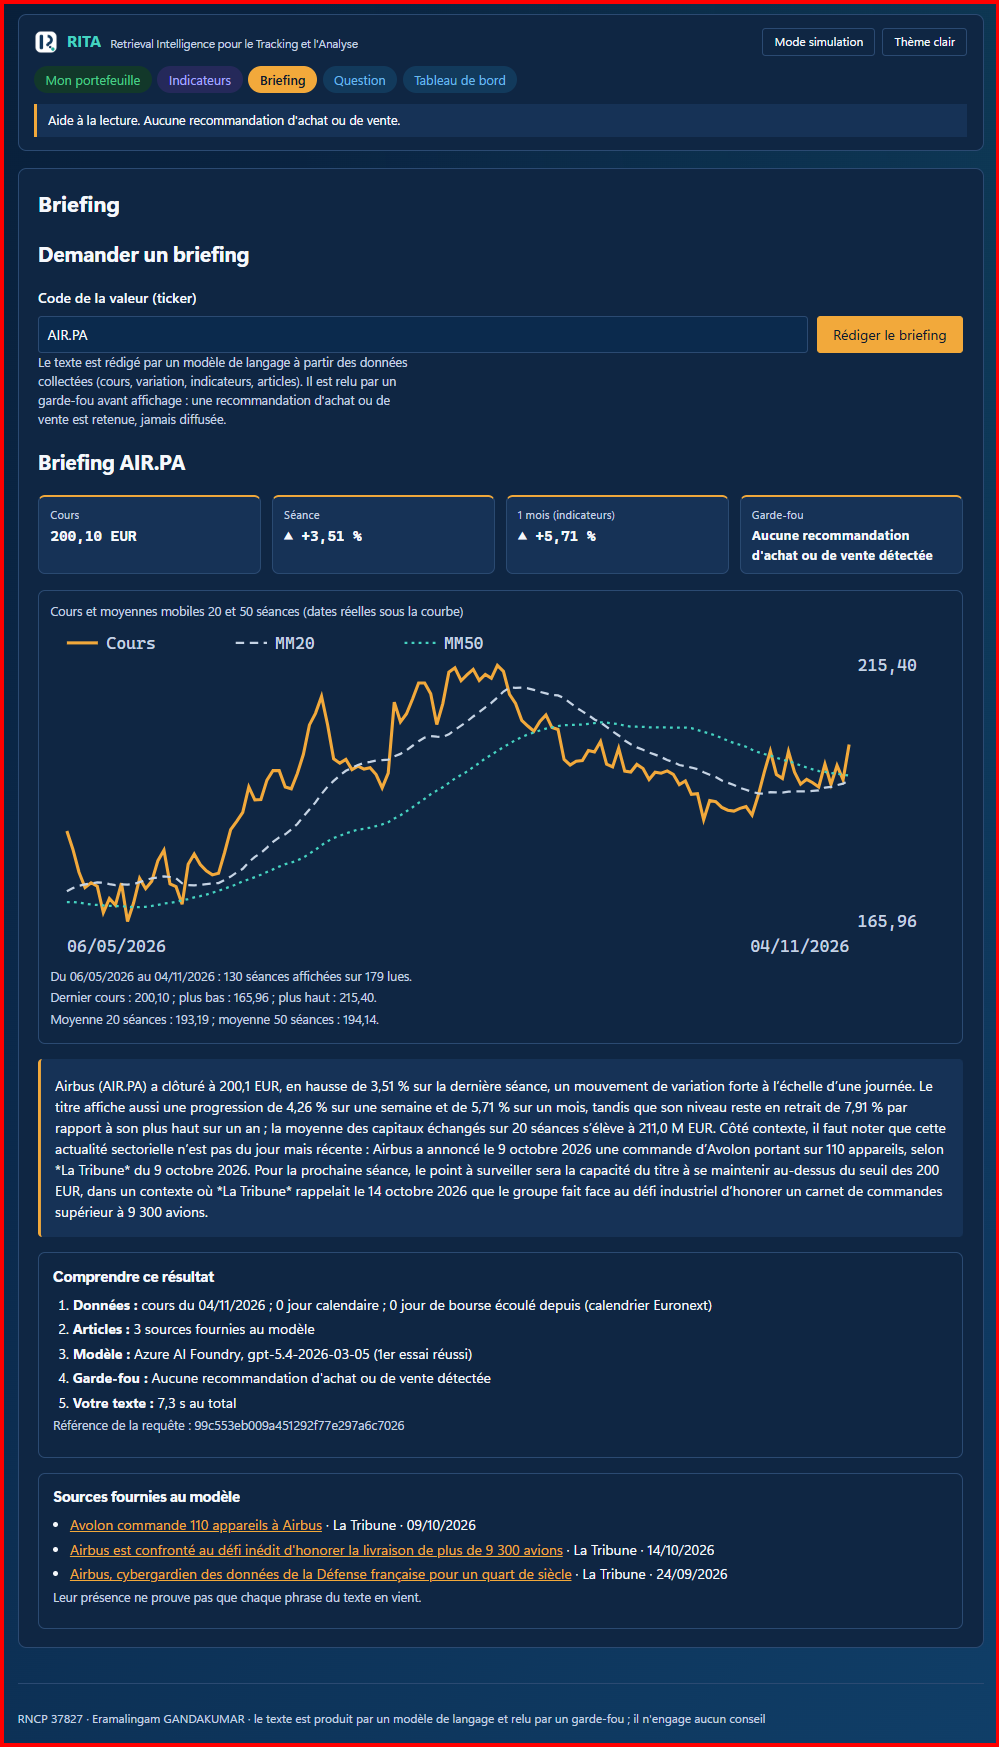 RITA Retrieval Intelligence pour le Tracking et l'Analyse
Mode simulation
Thème clair
Mon portefeuille
Indicateurs
Briefing
Question
Tableau de bord
Aide à la lecture. Aucune recommandation d'achat ou de vente.
Briefing
Demander un briefing
Code de la valeur (ticker)
AIR.PA
Rédiger le briefing
Le texte est rédigé par un modèle de langage à partir des données
collectées (cours, variation, indicateurs, articles). Il est relu par un
garde-fou avant affichage : une recommandation d'achat ou de
vente est retenue, jamais diffusée.
Briefing AIR.PA
Cours
200,10 EUR
Séance
▲ +3,51 %
1 mois (indicateurs)
▲ +5,71 %
Garde-fou
Aucune recommandation
d'achat ou de vente détectée
Cours et moyennes mobiles 20 et 50 séances (dates réelles sous la courbe)
Cours
MM20
MM50
215,40
165,96
06/05/2026
04/11/2026
Du 06/05/2026 au 04/11/2026 : 130 séances affichées sur 179 lues.
Dernier cours : 200,10 ; plus bas : 165,96 ; plus haut : 215,40.
Moyenne 20 séances : 193,19 ; moyenne 50 séances : 194,14.
Airbus (AIR.PA) a clôturé à 200,1 EUR, en hausse de 3,51 % sur la dernière séance, un mouvement de variation forte à l’échelle d’une journée. Le
titre affiche aussi une progression de 4,26 % sur une semaine et de 5,71 % sur un mois, tandis que son niveau reste en retrait de 7,91 % par
rapport à son plus haut sur un an ; la moyenne des capitaux échangés sur 20 séances s’élève à 211,0 M EUR. Côté contexte, il faut noter que cette
actualité sectorielle n’est pas du jour mais récente : Airbus a annoncé le 9 octobre 2026 une commande d’Avolon portant sur 110 appareils, selon
*La Tribune* du 9 octobre 2026. Pour la prochaine séance, le point à surveiller sera la capacité du titre à se maintenir au-dessus du seuil des 200
EUR, dans un contexte où *La Tribune* rappelait le 14 octobre 2026 que le groupe fait face au défi industriel d’honorer un carnet de commandes
supérieur à 9 300 avions.
Comprendre ce résultat
1. Données : cours du 04/11/2026 ; 0 jour calendaire ; 0 jour de bourse écoulé depuis (calendrier Euronext)
2. Articles : 3 sources fournies au modèle
3. Modèle : Azure AI Foundry, gpt-5.4-2026-03-05 (1er essai réussi)
4. Garde-fou : Aucune recommandation d'achat ou de vente détectée
5. Votre texte : 7,3 s au total
Référence de la requête : 99c553eb009a451292f77e297a6c7026
Sources fournies au modèle
• Avolon commande 110 appareils à Airbus · La Tribune · 09/10/2026
• Airbus est confronté au défi inédit d'honorer la livraison de plus de 9 300 avions · La Tribune · 14/10/2026
• Airbus, cybergardien des données de la Défense française pour un quart de siècle · La Tribune · 24/09/2026
Leur présence ne prouve pas que chaque phrase du texte en vient.
RNCP 37827 · Eramalingam GANDAKUMAR · le texte est produit par un modèle de langage et relu par un garde-fou ; il n'engage aucun conseil